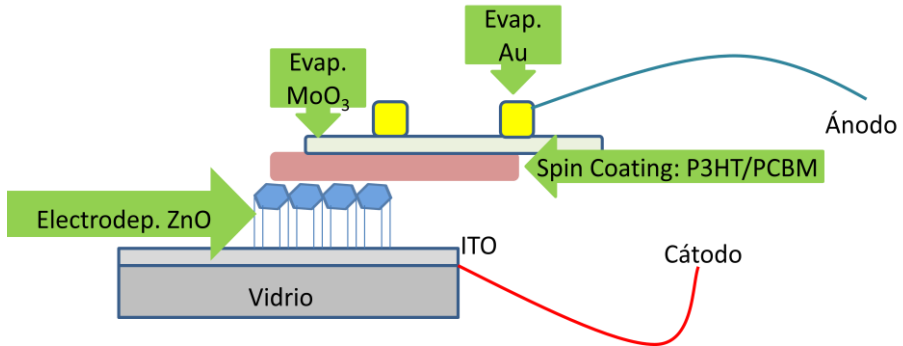 Evap.
Au
Evap.
MoO₃
Ánodo
Spin Coating: P3HT/PCBM
Electrodep. ZnO
ITO
Cátodo
Vidrio